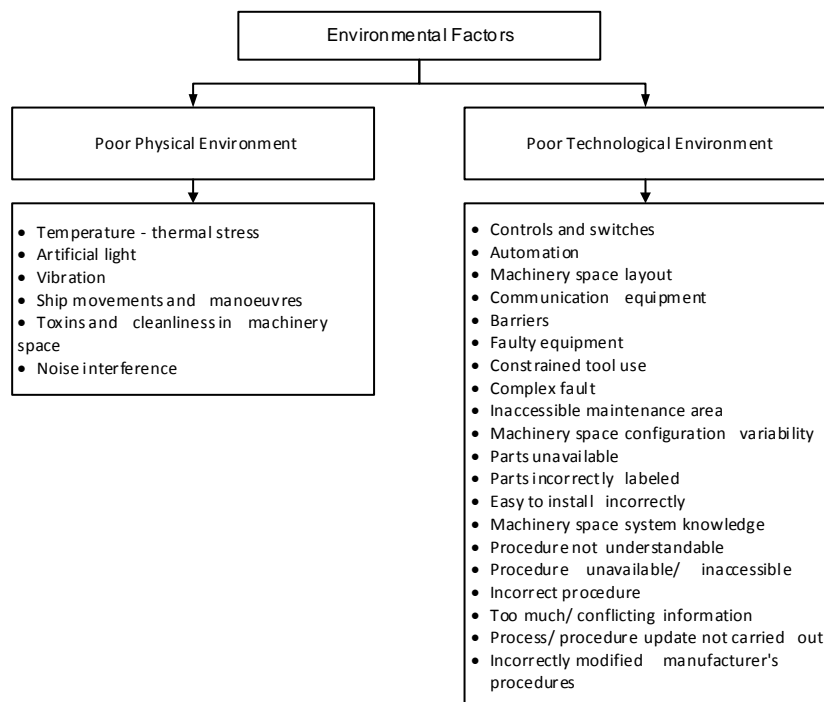 Environmental Factors
Poor Physical Environment
• Temperature - thermal stress
• Artificial light
• Vibration
• Ship movements and manoeuvres
• Toxins and cleanliness in machinery
space
• Noise interference
Poor Technological Environment
• Controls and switches
• Automation
• Machinery space layout
• Communication equipment
• Barriers
• Faulty equipment
• Constrained tool use
• Complex fault
• Inaccessible maintenance area
• Machinery space configuration variability
• Parts unavailable
• Parts incorrectly labeled
• Easy to install incorrectly
• Machinery space system knowledge
• Procedure not understandable
• Procedure unavailable/ inaccessible
• Incorrect procedure
• Too much/ conflicting information
• Process/ procedure update not carried out
• Incorrectly modified manufacturer's
procedures